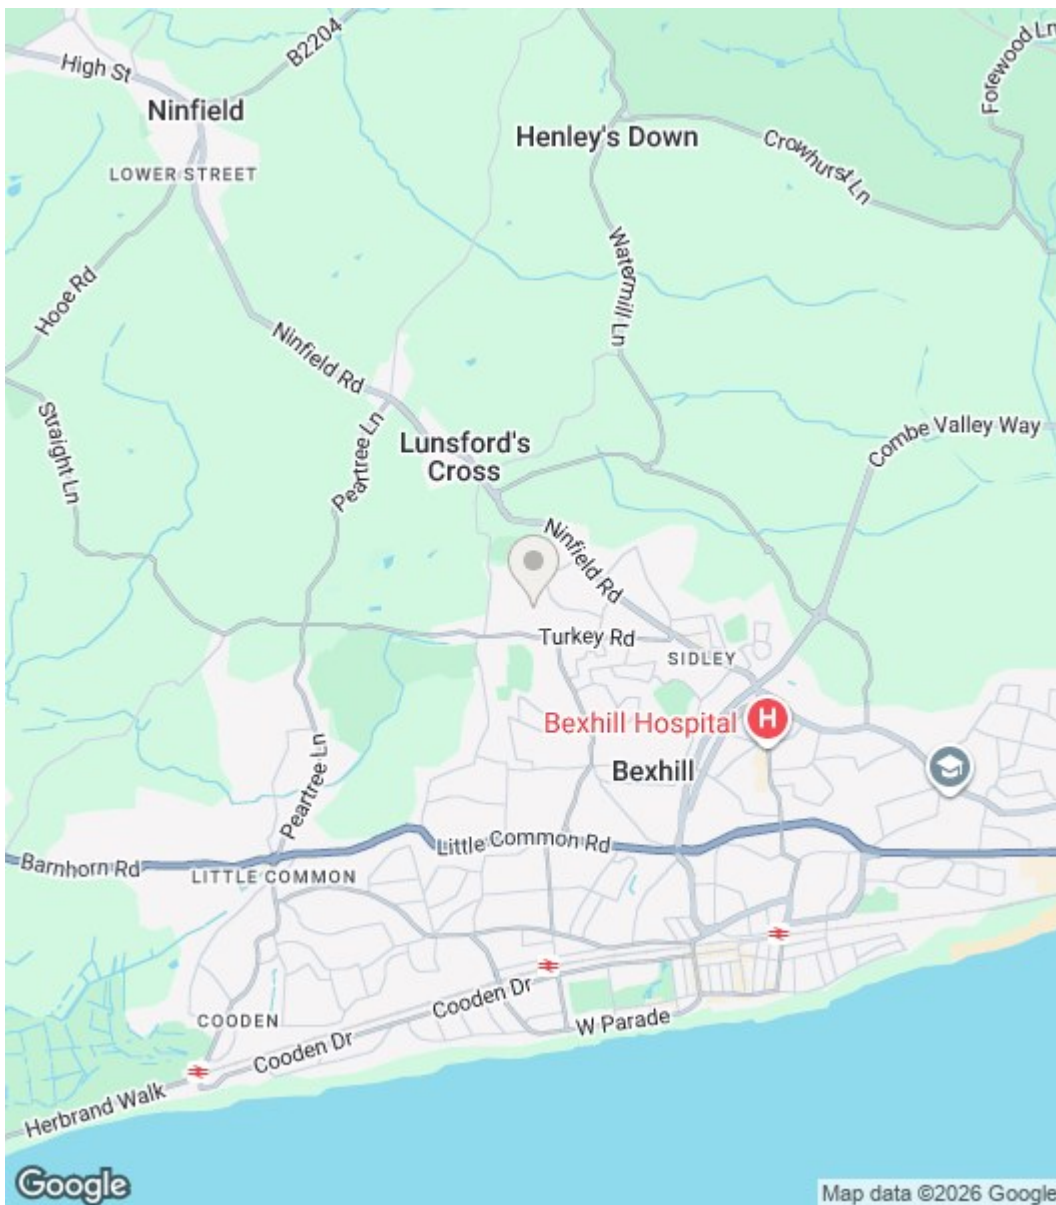 B2204
Forewood Ln
High St
Ninfield
Henley's Down
Crowhurst Ln
LOWER STREET
Hooe Rd
Watermill Ln
Ninfield Rd
Straight Ln
Peartree Ln
Lunsford's
Cross
Combe Valley Way
Ninfield Rd
Turkey Rd
SIDLEY
Bexhill Hospital
H
Bexhill
Peartree Ln
Little Common Rd
Barnhorn Rd
LITTLE COMMON
Cooden Dr
COODEN
W Parade
Cooden Dr
Herbrand Walk
Google
Map data ©2026 Google